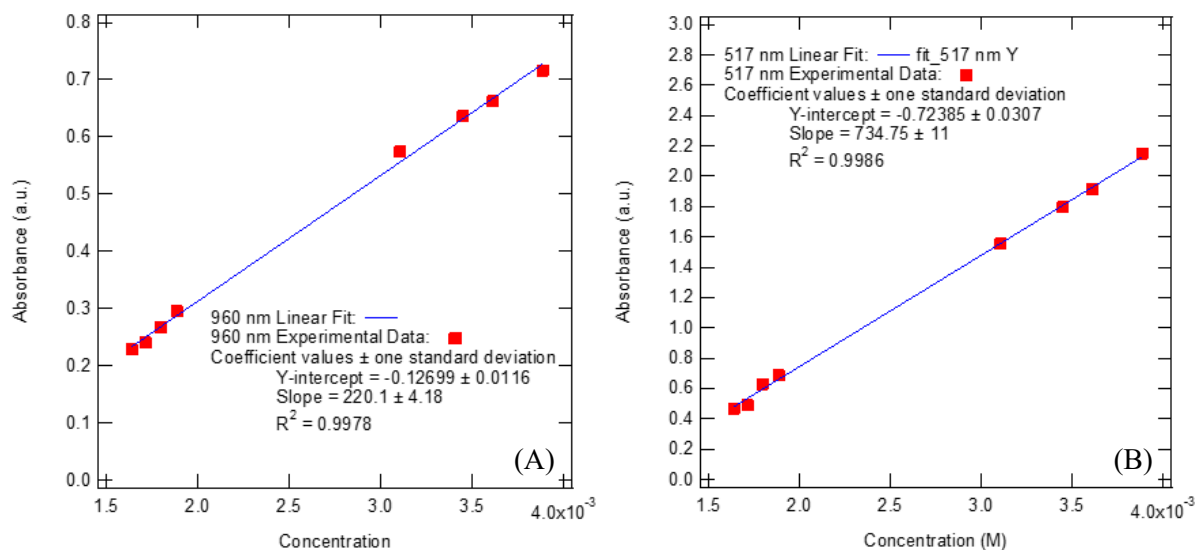 0.8
0.7
0.6
0.5
0.4
0.3
0.2
0.1
0.0
Absorbance (a.u.)
960 nm Linear Fit:
960 nm Experimental Data:
Coefficient values ± one standard deviation
Y-intercept = -0.12699 ± 0.0116
Slope = 220.1 ± 4.18
R² = 0.9978
(A)
1.5 2.0 2.5 3.0 3.5 4.0x10⁻³
Concentration
3.0
2.8
2.6
2.4
2.2
2.0
1.8
1.6
1.4
1.2
1.0
0.8
0.6
0.4
0.2
0.0
Absorbance (a.u.)
517 nm Linear Fit: fit_517 nm Y
517 nm Experimental Data:
Coefficient values ± one standard deviation
Y-intercept = -0.72385 ± 0.0307
Slope = 734.75 ± 11
R² = 0.9986
(B)
1.5 2.0 2.5 3.0 3.5 4.0x10⁻³
Concentration (M)